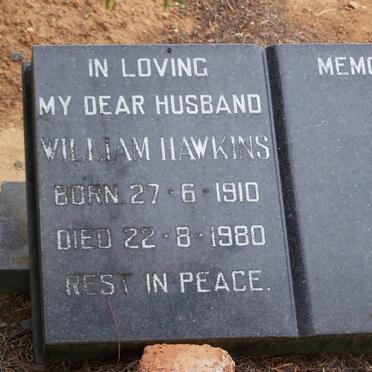 IN LOVING MEMO
MY DEAR HUSBAND
WILLIAM HAWKINS
BORN 27·6·1910
DIED 22·8·1980
REST IN PEACE.